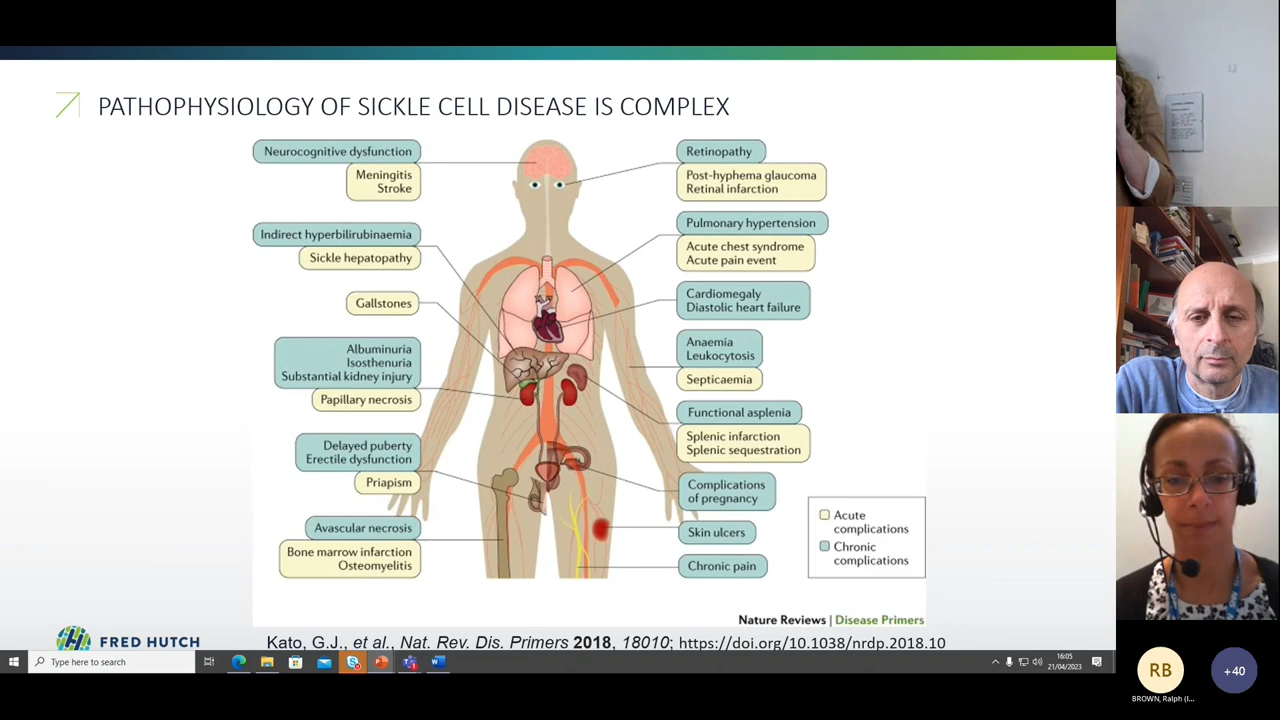 PATHOPHYSIOLOGY OF SICKLE CELL DISEASE IS COMPLEX
Neurocognitive dysfunction
Meningitis
Stroke
Indirect hyperbilirubinaemia
Sickle hepatopathy
Gallstones
Albuminuria
Isosthenuria
Substantial kidney injury
Papillary necrosis
Delayed puberty
Erectile dysfunction
Priapism
Avascular necrosis
Bone marrow infarction
Osteomyelitis
Retinopathy
Post-hyphema glaucoma
Retinal infarction
Pulmonary hypertension
Acute chest syndrome
Acute pain event
Cardiomegaly
Diastolic heart failure
Anaemia
Leukocytosis
Septicaemia
Functional asplenia
Splenic infarction
Splenic sequestration
Complications
of pregnancy
Skin ulcers
Chronic pain
Acute
complications
Chronic
complications
Nature Reviews | Disease Primers
FRED HUTCH
Kato, G.J., et al., Nat. Rev. Dis. Primers 2018, 18010; https://doi.org/10.1038/nrdp.2018.10
Type here to search
16:05
21/04/2023
RB
+40
BROWN, Ralph (I...